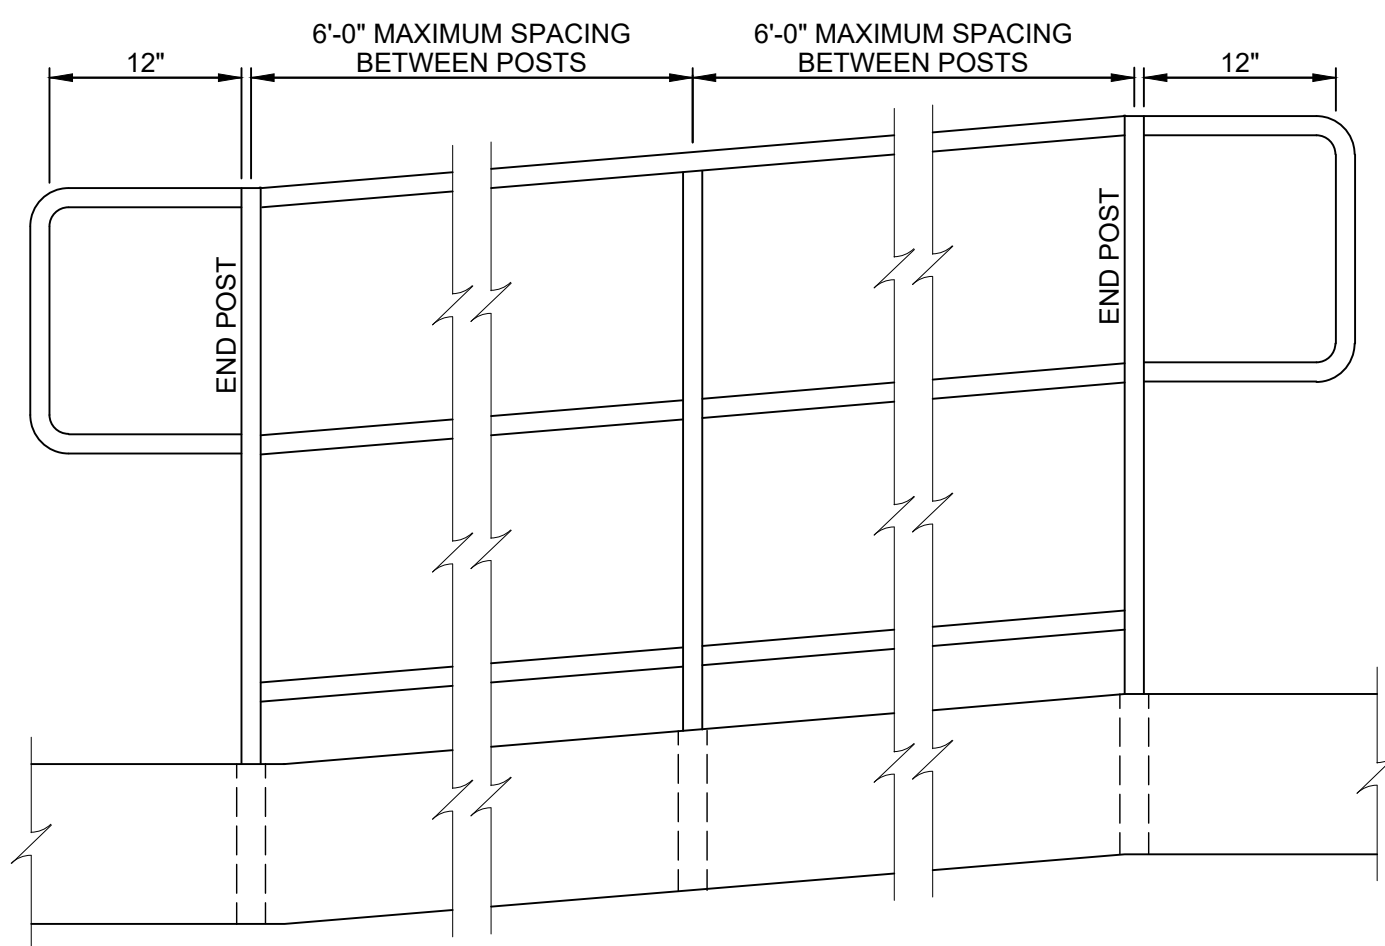 6'-0" MAXIMUM SPACING
BETWEEN POSTS
6'-0" MAXIMUM SPACING
BETWEEN POSTS
12"
12"
END POST
END POST